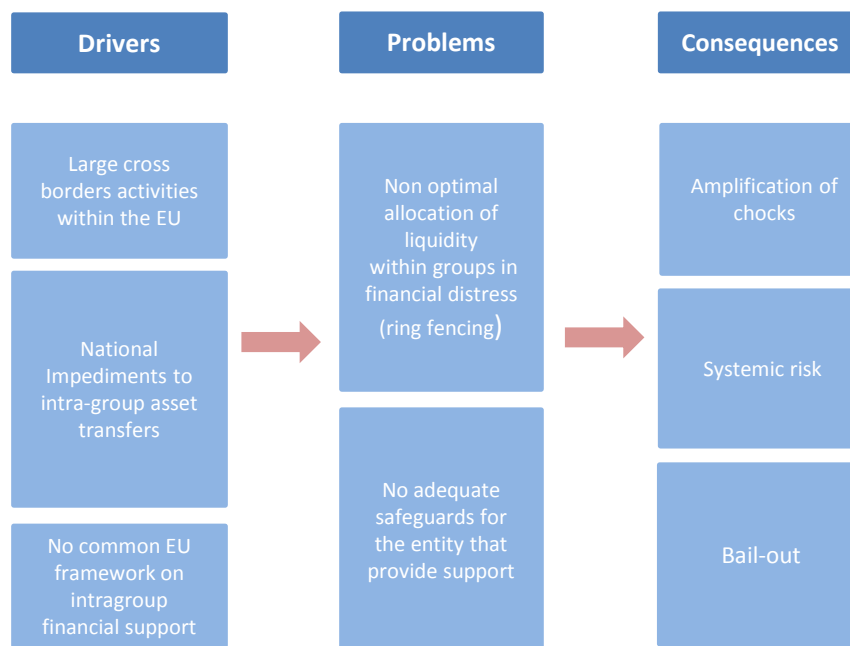 Drivers
Problems
Consequences
Large cross
borders activities
within the EU
National
Impediments to
intra-group asset
transfers
No common EU
framework on
intragroup
financial support
Non optimal
allocation of
liquidity
within groups in
financial distress
(ring fencing)
No adequate
safeguards for
the entity that
provide support
Amplification of
chocks
Systemic risk
Bail-out